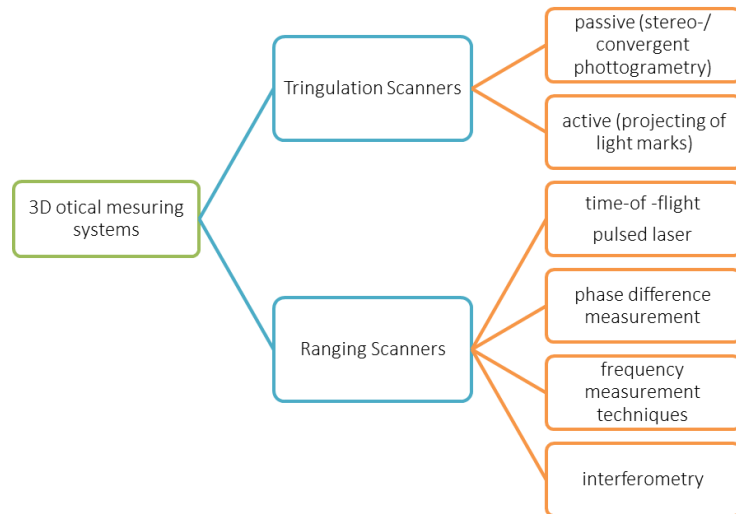 3D otical mesuring
systems
Tringulation Scanners
passive (stereo-/
convergent
phottogrametry)
active (projecting of
light marks)
Ranging Scanners
time-of -flight
pulsed laser
phase difference
measurement
frequency
measurement
techniques
interferometry